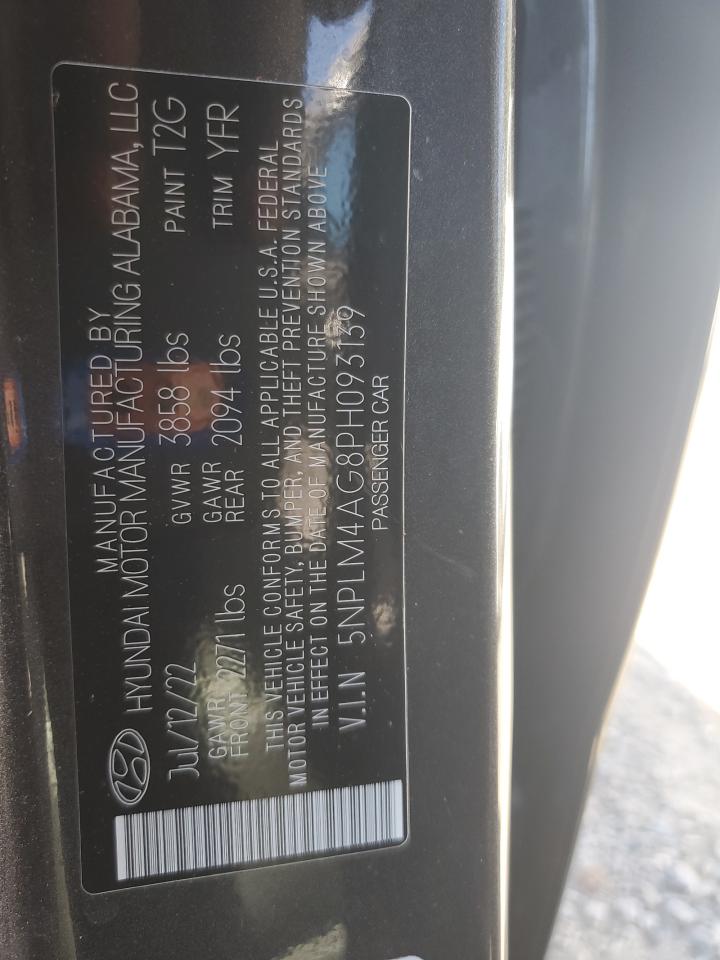 MANUFACTURED BY
HYUNDAI MOTOR MANUFACTURING ALABAMA, LLC
Jul/12/22 GVWR 3858 lbs PAINT T2G
GAWR FRONT 2271 lbs GAWR REAR 2094 lbs TRIM YFR
THIS VEHICLE CONFORMS TO ALL APPLICABLE U.S.A. FEDERAL
MOTOR VEHICLE SAFETY, BUMPER, AND THEFT PREVENTION STANDARDS
IN EFFECT ON THE DATE OF MANUFACTURE SHOWN ABOVE
V.I.N 5NPLM4AG8PH093139
PASSENGER CAR